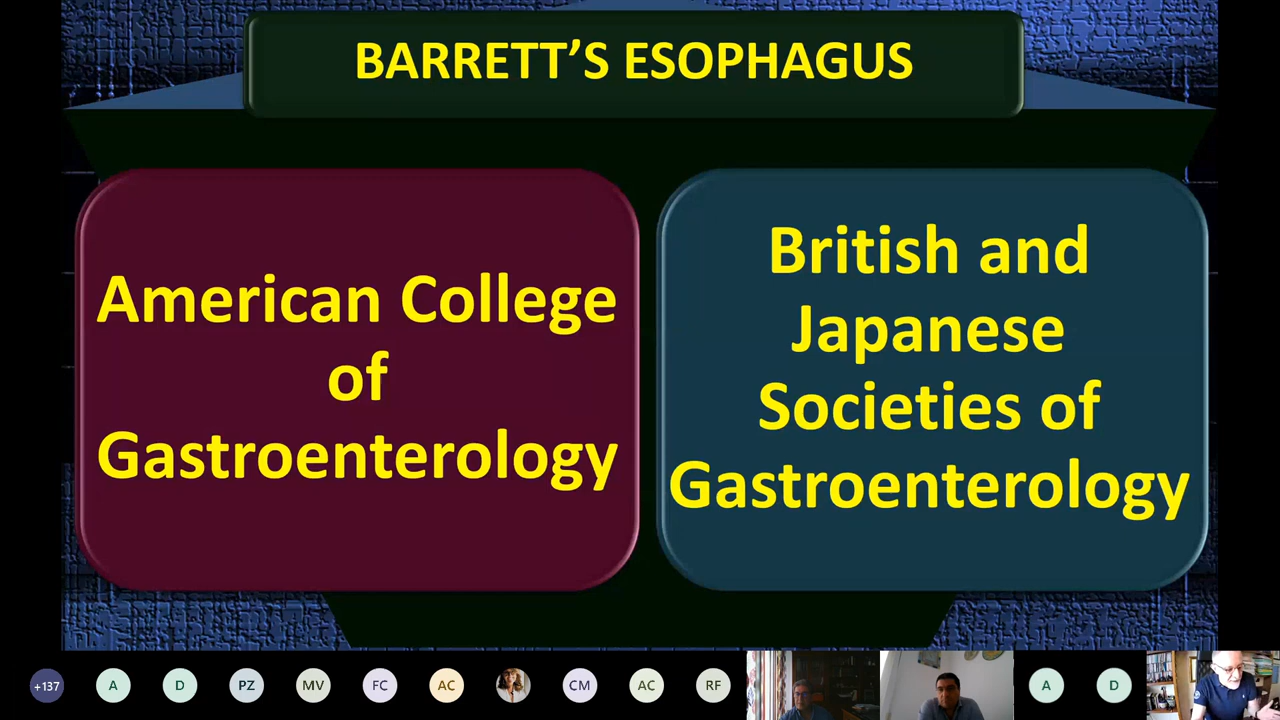 BARRETT’S ESOPHAGUS
American College
of
Gastroenterology
British and
Japanese
Societies of
Gastroenterology
+137
A
D
PZ
MV
FC
AC
CM
AC
RF
A
D